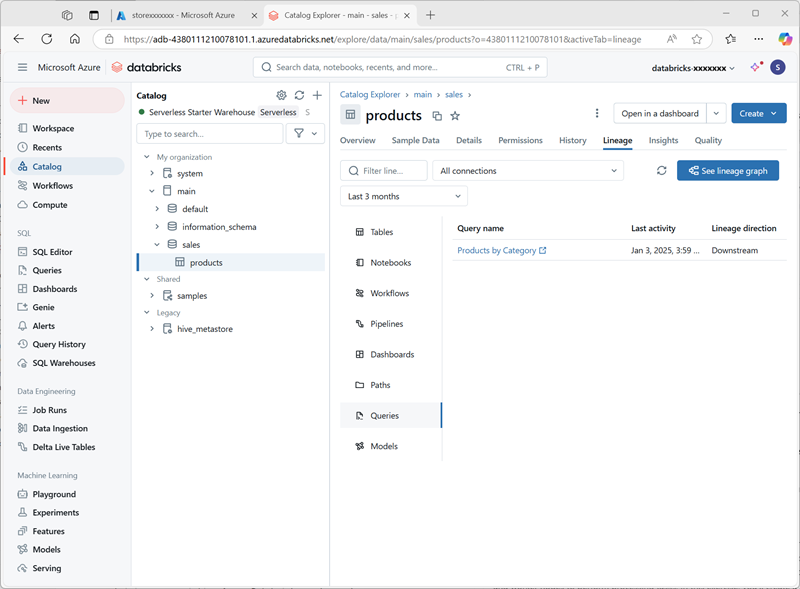 storexxxxxxx - Microsoft Azure
Catalog Explorer - main - sales - p
https://adb-4380111210078101.1.azuredatabricks.net/explore/data/main/sales/products?o=4380111210078101&activeTab=lineage
Microsoft Azure
databricks
Search data, notebooks, recents, and more...
CTRL + P
databricks-xxxxxxx
S
New
Workspace
Recents
Catalog
Workflows
Compute
SQL
SQL Editor
Queries
Dashboards
Genie
Alerts
Query History
SQL Warehouses
Data Engineering
Job Runs
Data Ingestion
Delta Live Tables
Machine Learning
Playground
Experiments
Features
Models
Serving
Catalog
Serverless Starter Warehouse Serverless S
Type to search...
My organization
system
main
default
information_schema
sales
products
Shared
samples
Legacy
hive_metastore
Catalog Explorer > main > sales >
products
Open in a dashboard
Create
Overview Sample Data Details Permissions History Lineage Insights Quality
Filter line...
All connections
See lineage graph
Last 3 months
Tables
Notebooks
Workflows
Pipelines
Dashboards
Paths
Queries
Models
Query name Last activity Lineage direction
Products by Category Jan 3, 2025, 3:59 ... Downstream